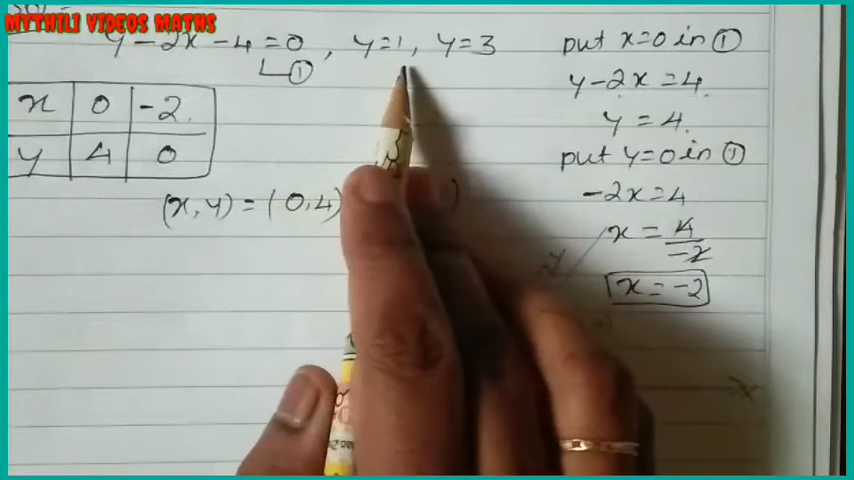 MYTHILI VIDEOS MATHS
y - 2x - 4 = 0 , y = 1 , y = 3
①
x 0 -2
y 4 0
(x, y) = (0, 4)
put x = 0 in ①
y - 2x = 4
y = 4
put y = 0 in ①
-2x = 4
x = 4/-2
x = -2
x